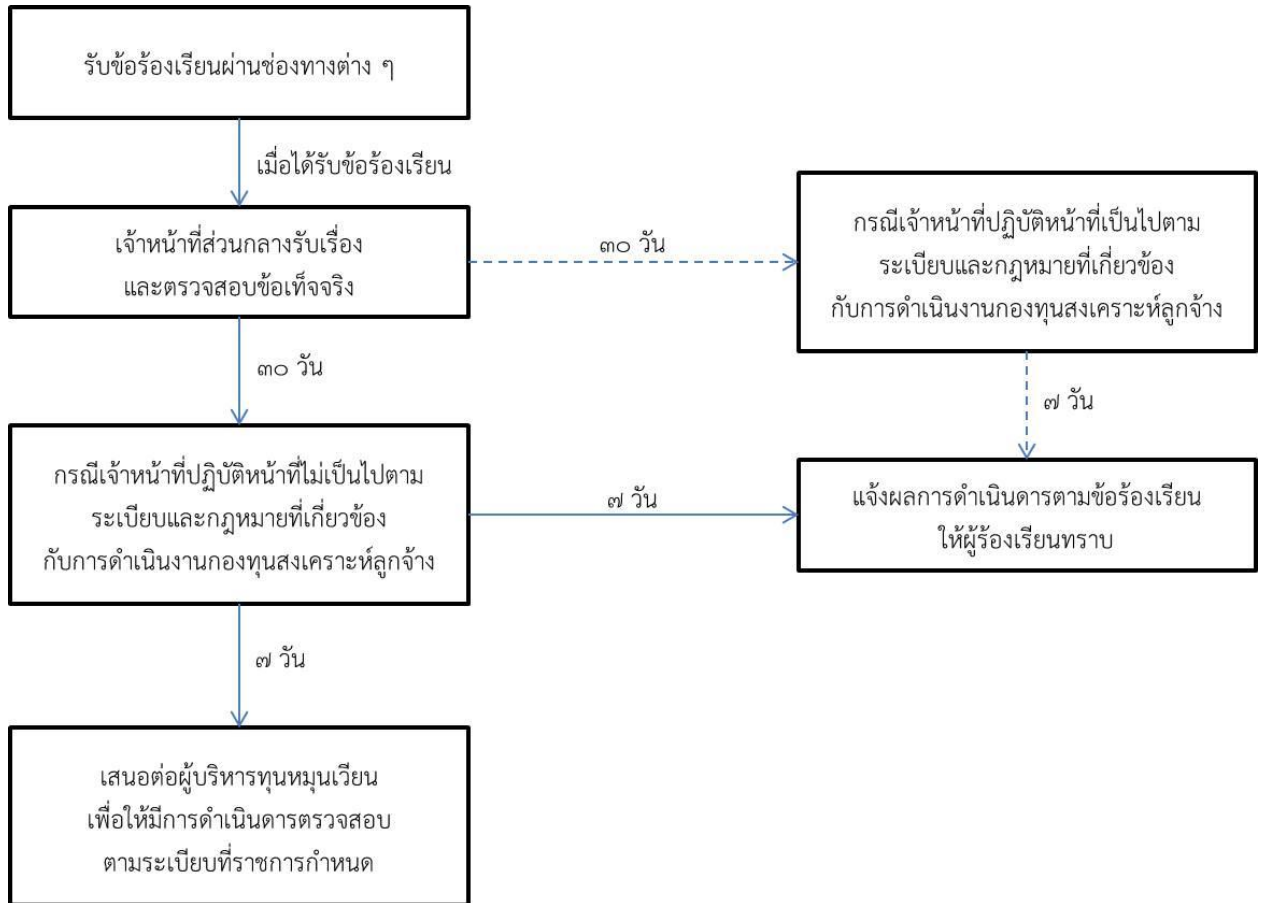 รับข้อร้องเรียนผ่านช่องทางต่าง ๆ
เมื่อได้รับข้อร้องเรียน
เจ้าหน้าที่ส่วนกลางรับเรื่อง
และตรวจสอบข้อเท็จจริง
๓๐ วัน
กรณีเจ้าหน้าที่ปฏิบัติหน้าที่เป็นไปตาม
ระเบียบและกฎหมายที่เกี่ยวข้อง
กับการดำเนินงานกองทุนสงเคราะห์ลูกจ้าง
๓๐ วัน
๗ วัน
กรณีเจ้าหน้าที่ปฏิบัติหน้าที่ไม่เป็นไปตาม
ระเบียบและกฎหมายที่เกี่ยวข้อง
กับการดำเนินงานกองทุนสงเคราะห์ลูกจ้าง
๗ วัน
แจ้งผลการดำเนินดารตามข้อร้องเรียน
ให้ผู้ร้องเรียนทราบ
๗ วัน
เสนอต่อผู้บริหารทุนหมุนเวียน
เพื่อให้มีการดำเนินดารตรวจสอบ
ตามระเบียบที่ราชการกำหนด